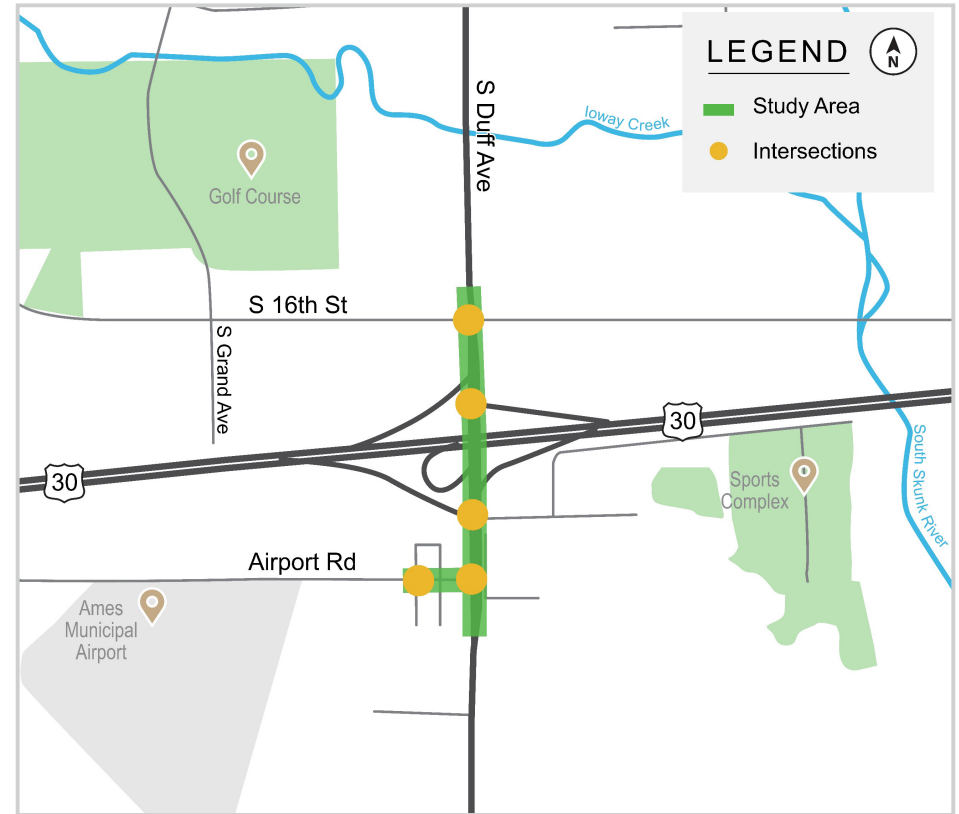 LEGEND
N
Study Area
Intersections
S Duff Ave
Ioway Creek
Golf Course
S 16th St
S Grand Ave
30
30
Sports
Complex
South Skunk River
Airport Rd
Ames
Municipal
Airport